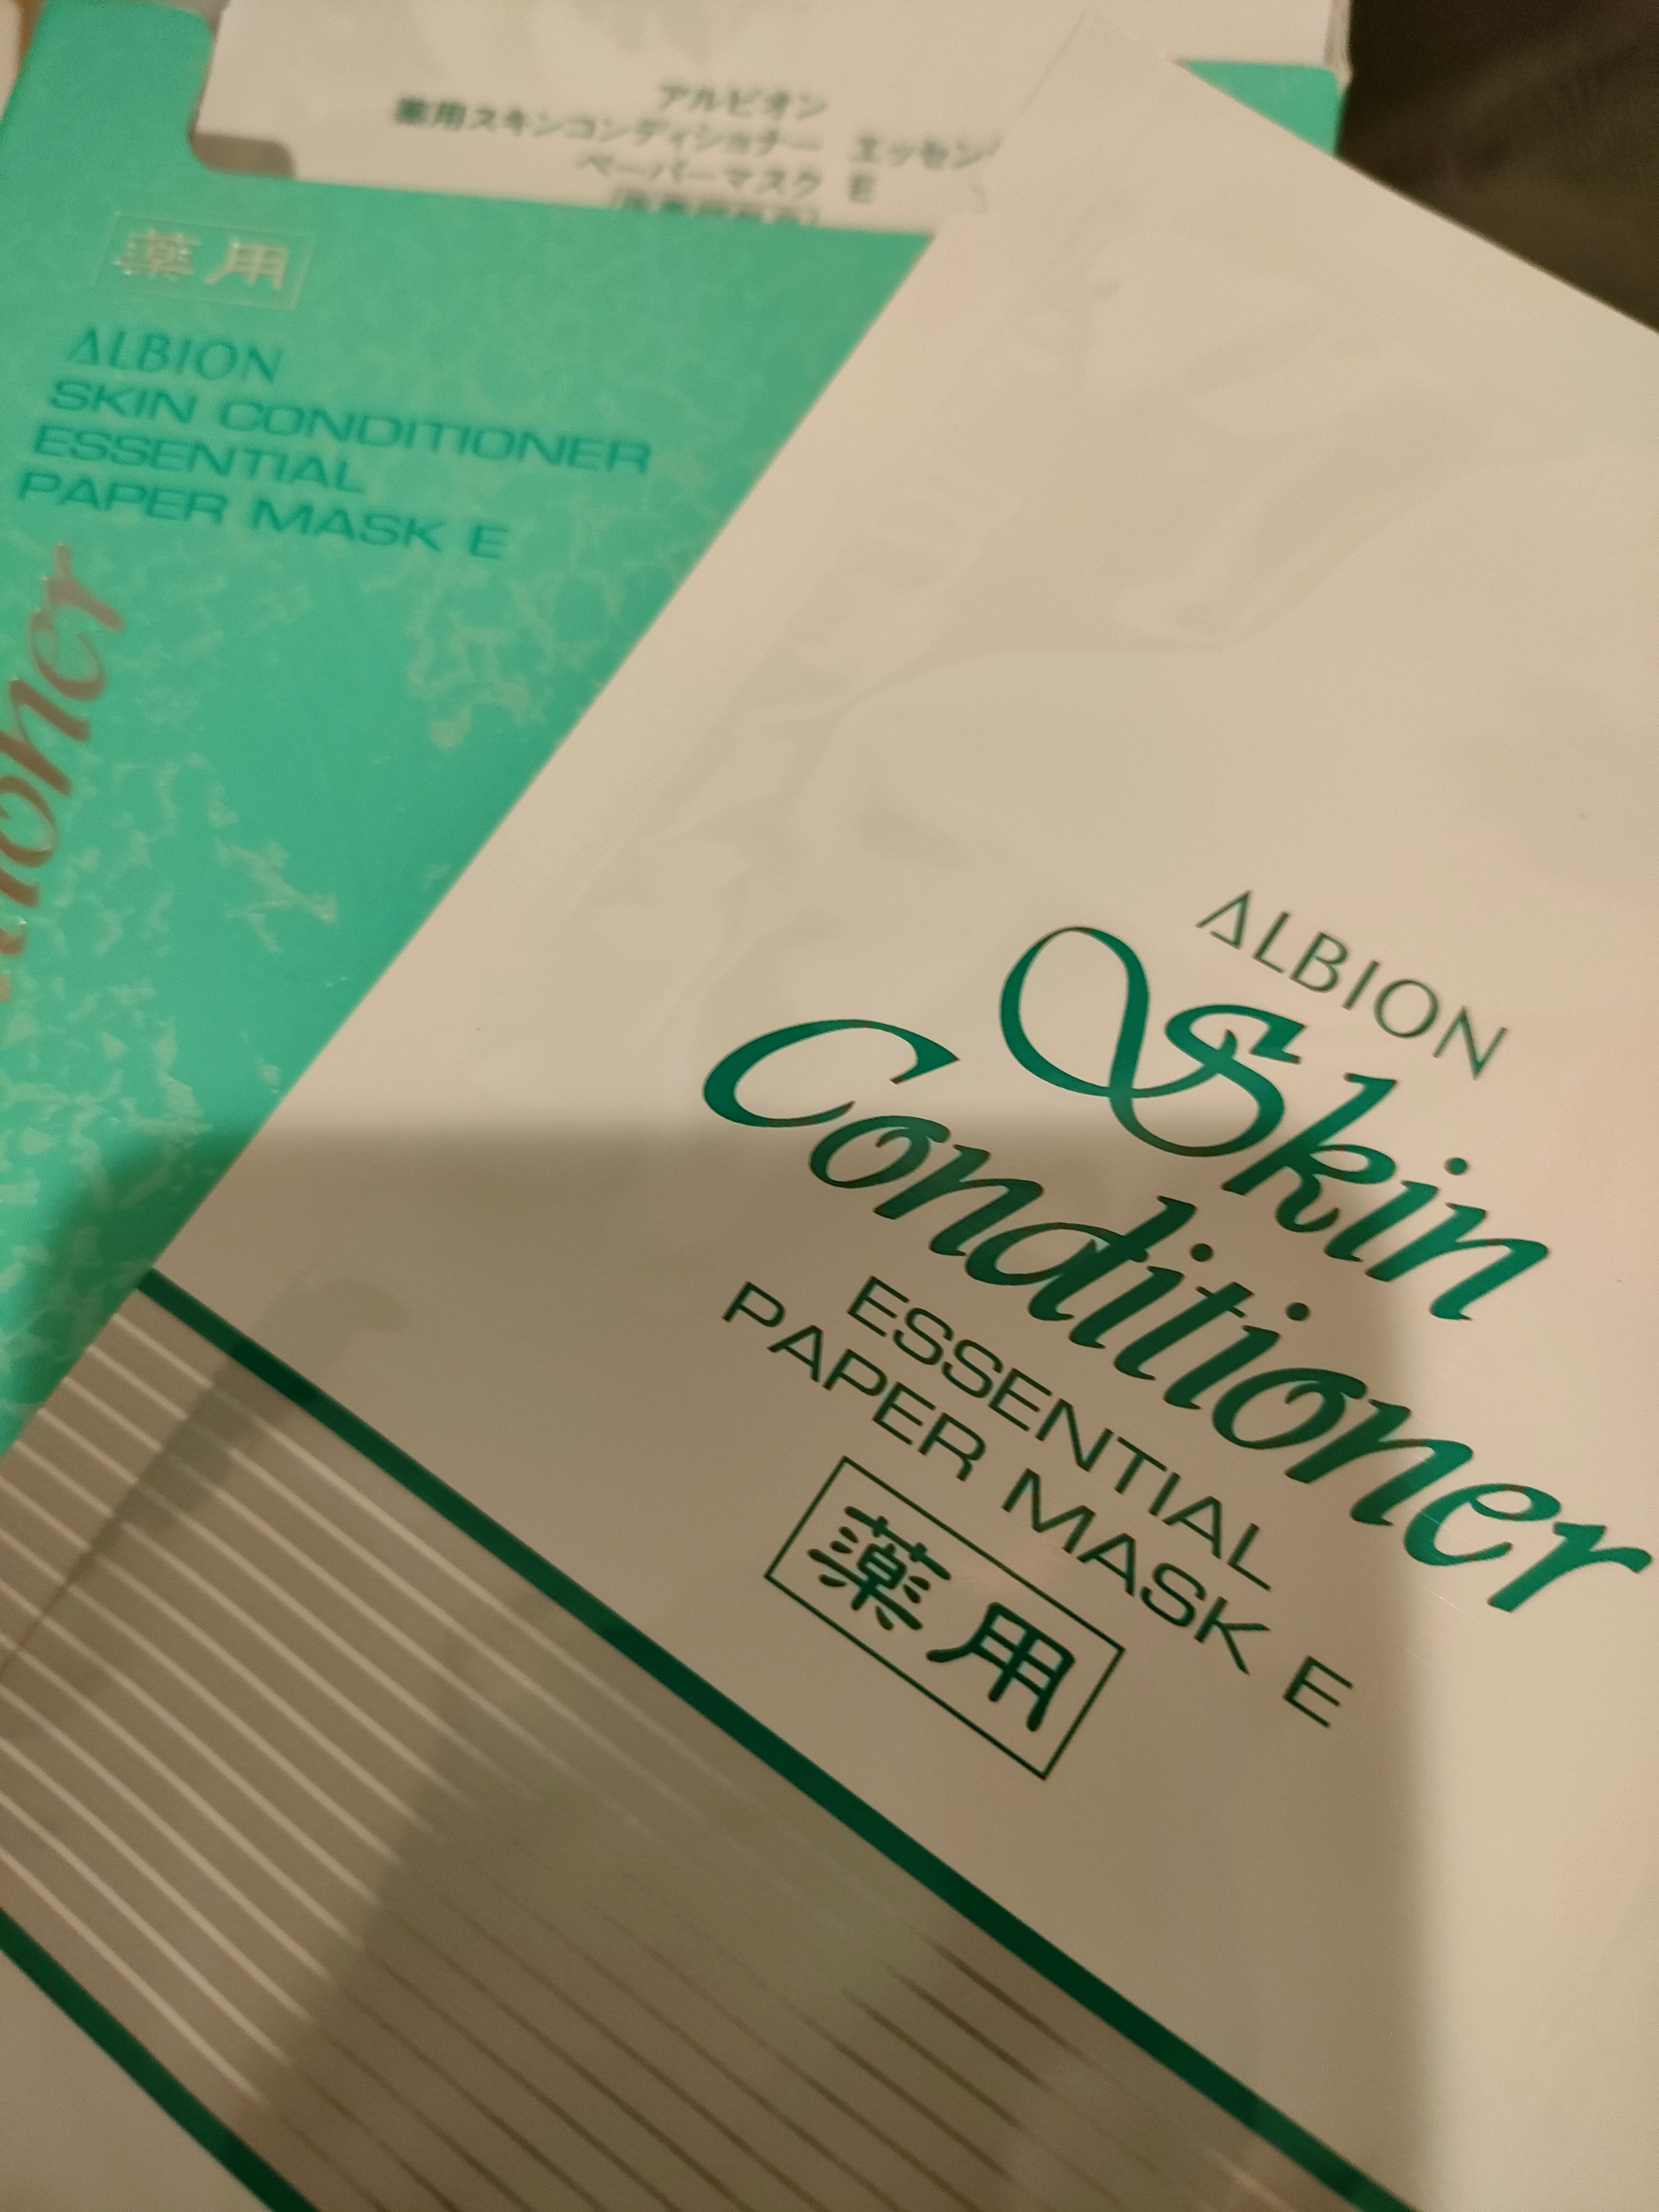 アルビオン
薬用スキンコンディショナー エッセン
ペーパーマスク E
薬用
ALBION
SKIN CONDITIONER
ESSENTIAL
PAPER MASK E
ALBION
Skin
Conditioner
ESSENTIAL
PAPER MASK E
薬用